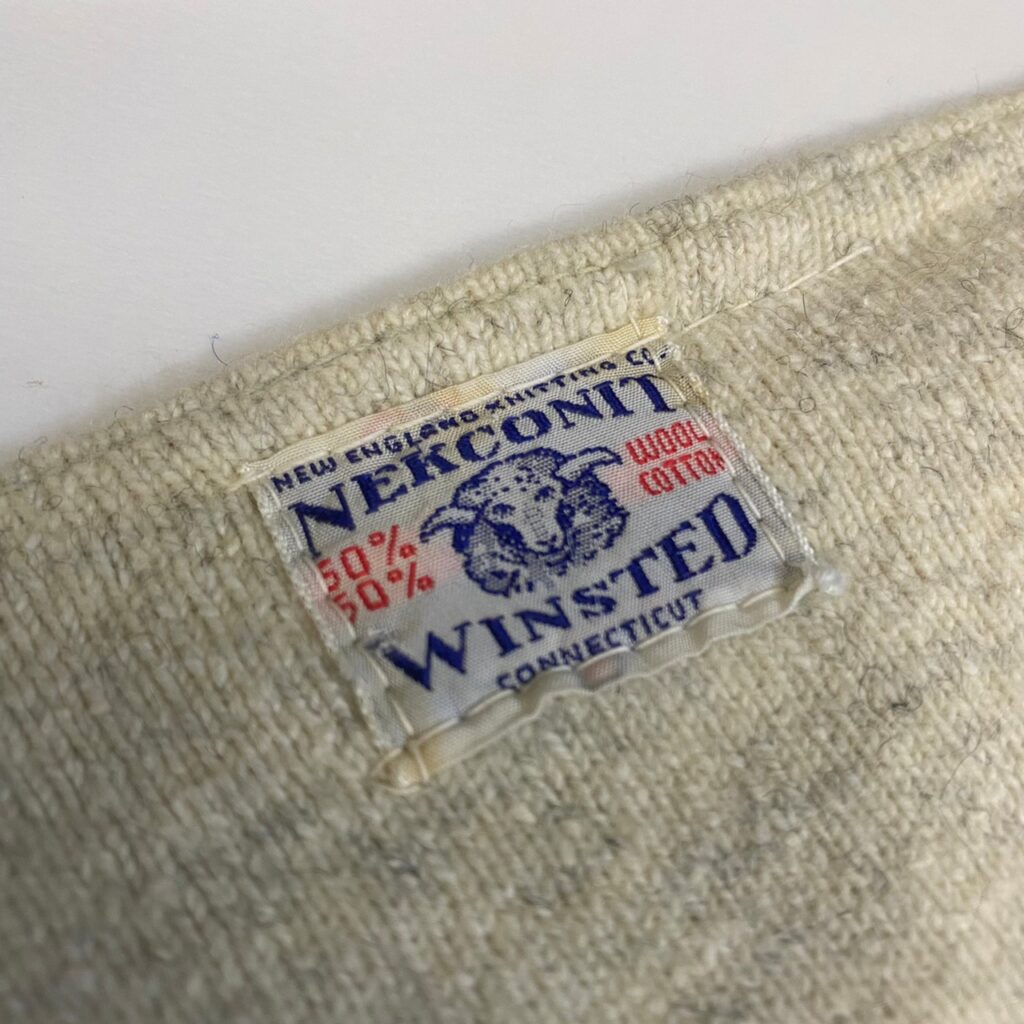 NEW ENGLAND KNITTING CO.
NEKCONIT
50% WOOL
50% COTTON
WINSTED
CONNECTICUT